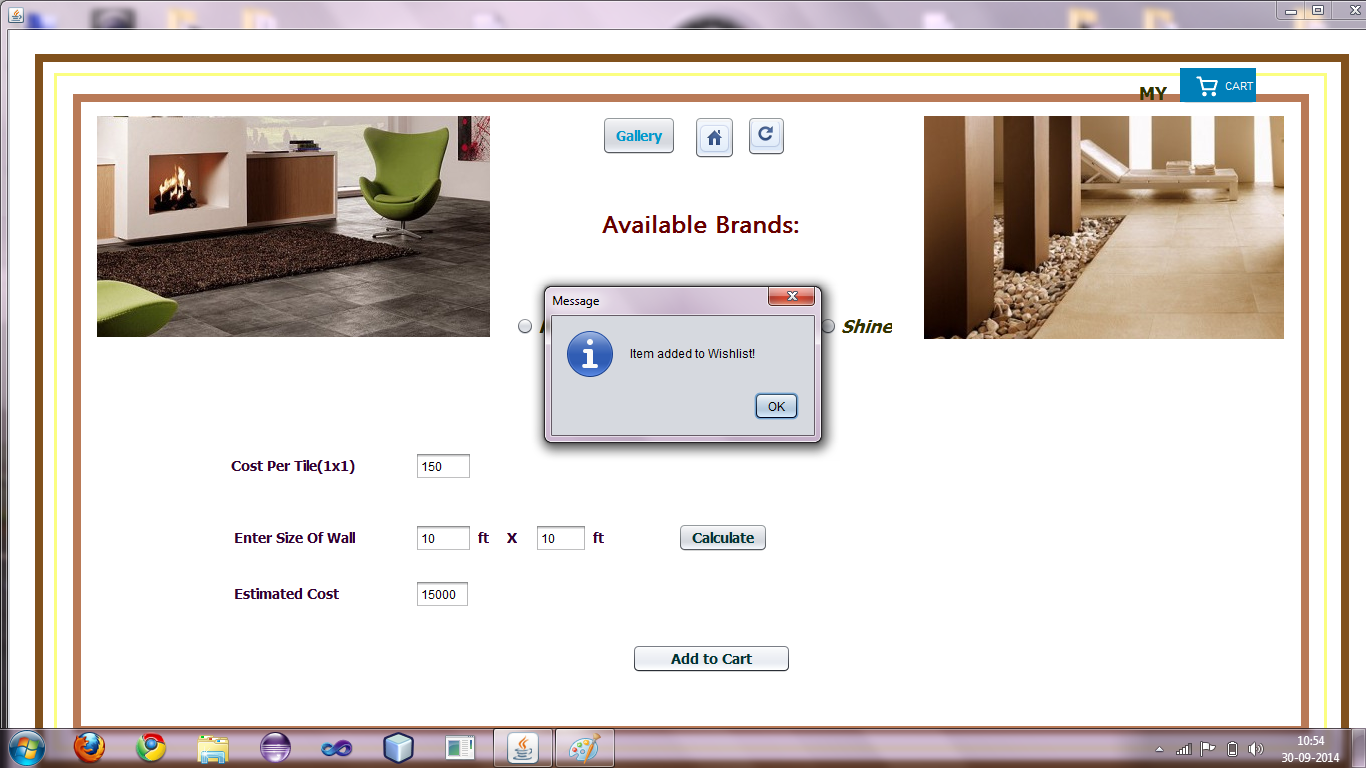 MY CART
Gallery
Available Brands:
Message
Shine
Item added to Wishlist!
OK
Cost Per Tile(1x1) 150
Enter Size Of Wall 10 ft X 10 ft Calculate
Estimated Cost 15000
Add to Cart
10:54
30-09-2014